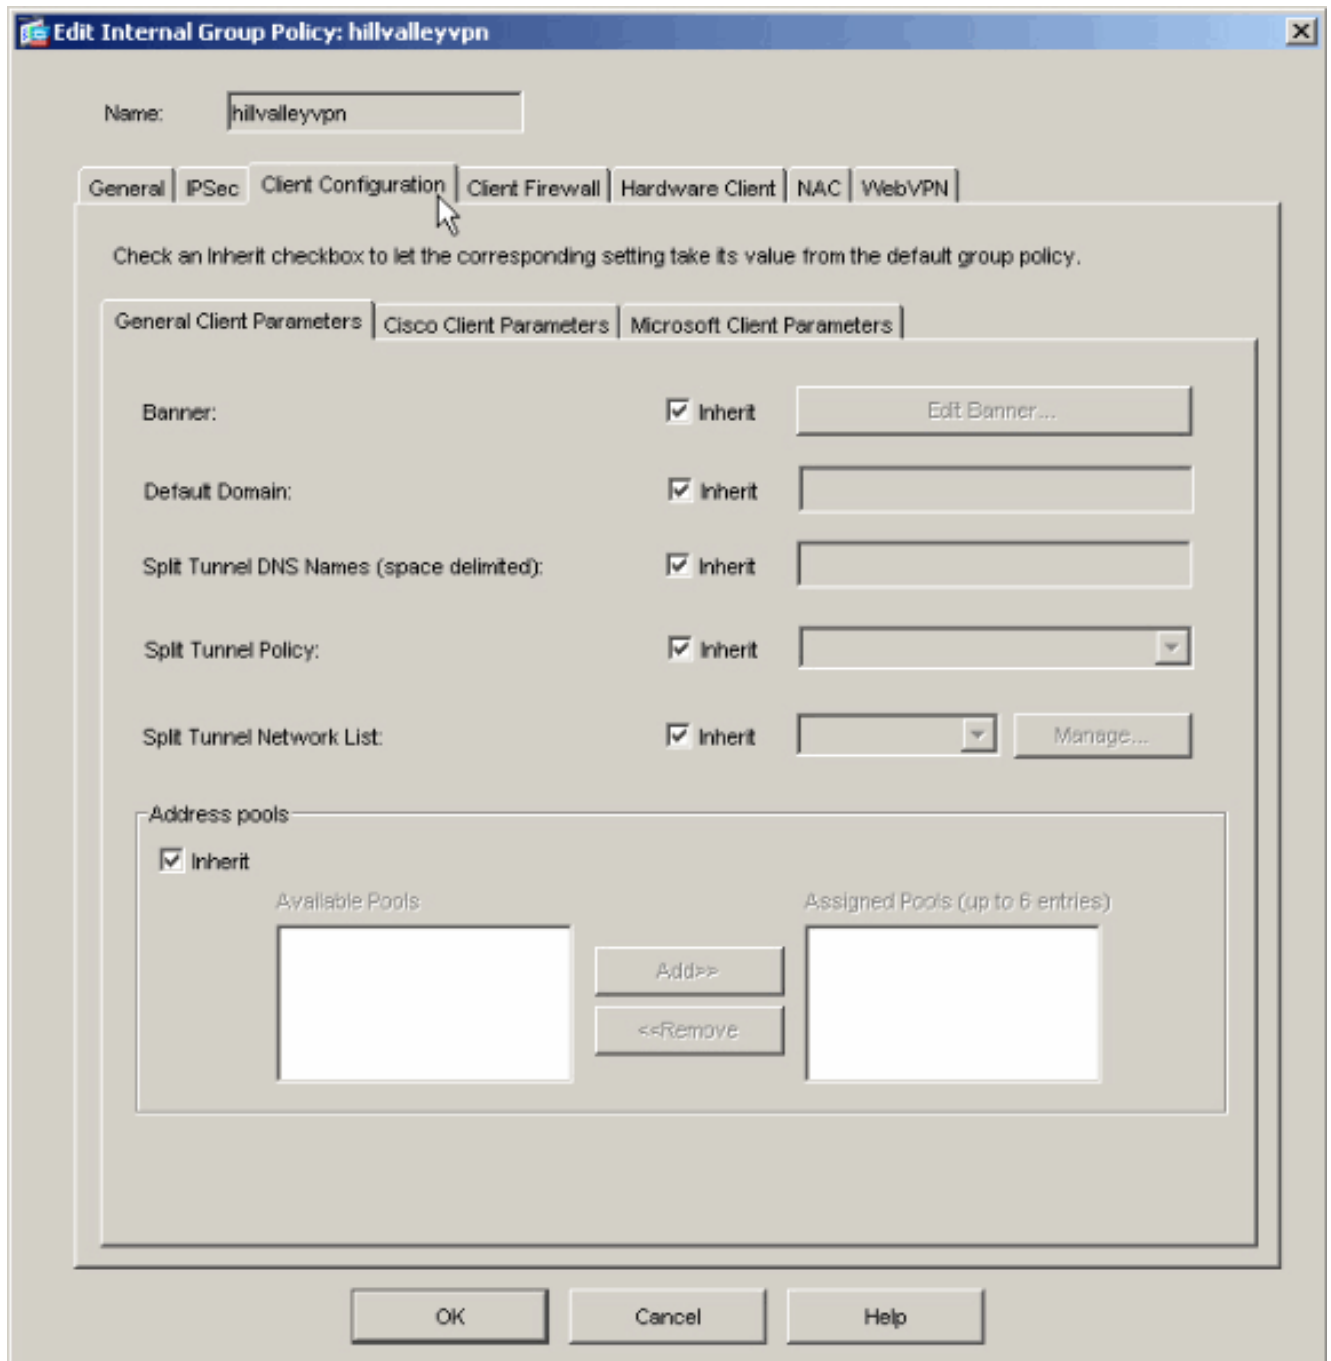 Edit Internal Group Policy: hillvalleyvpn
Name: hillvalleyvpn
General IPSec Client Configuration Client Firewall Hardware Client NAC WebVPN
Check an Inherit checkbox to let the corresponding setting take its value from the default group policy.
General Client Parameters Cisco Client Parameters Microsoft Client Parameters
Banner: Inherit Edit Banner...
Default Domain: Inherit
Split Tunnel DNS Names (space delimited): Inherit
Split Tunnel Policy: Inherit
Split Tunnel Network List: Inherit Manage...
Address pools
Inherit
Available Pools Assigned Pools (up to 6 entries)
Add>>
<<Remove
OK Cancel Help